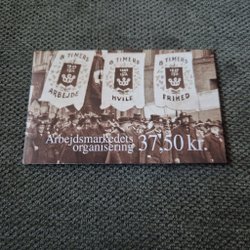 8 TIMERS
ARBEJDE
8 TIMERS
HVILE
8 TIMERS
FRIHED
Arbejdsmarkedets
organisering 37.50 kr.